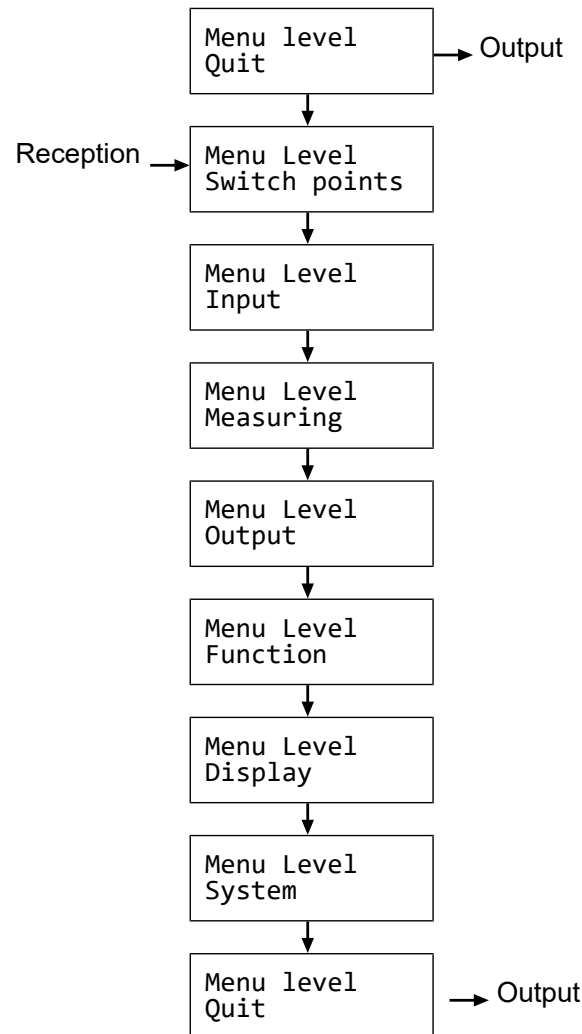 Menu level
Quit
Output
Reception
Menu Level
Switch points
Menu Level
Input
Menu Level
Measuring
Menu Level
Output
Menu Level
Function
Menu Level
Display
Menu Level
System
Menu level
Quit
Output